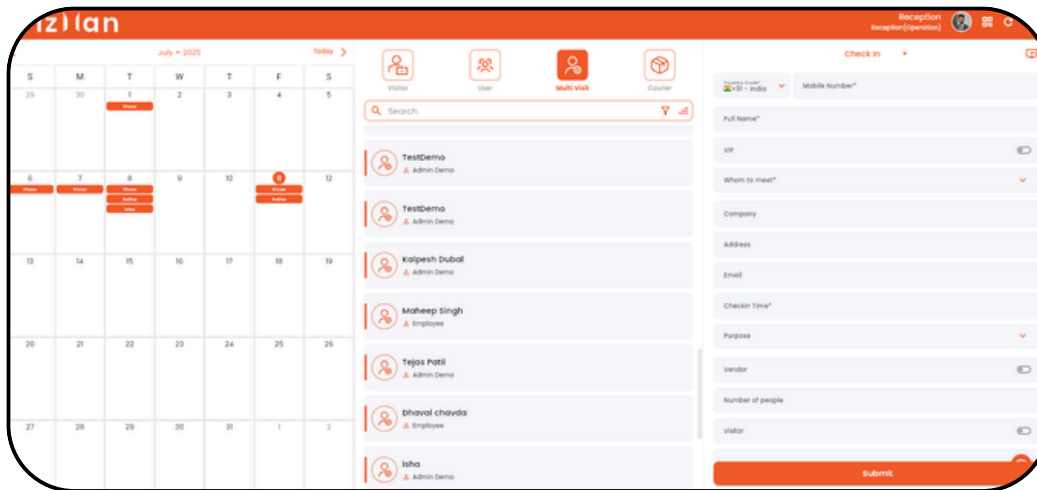 izitan
Reception
Reception(Operation)
July 2025
Today
S M T W T F S
29 30 1 2 3 4 5
6 7 8 9 10 11 12
13 14 15 16 17 18 19
20 21 22 23 24 25 26
27 28 29 30 31 1 2
Visitor
User
Multi Visit
Courier
Search
TestDemo
Admin Demo
TestDemo
Admin Demo
Kalpesh Dubal
Admin Demo
Maheep Singh
Employee
Tejas Patil
Admin Demo
Dhaval chavda
Employee
Isha
Admin Demo
Check In
Country Code*
+91 - India
Mobile Number*
Full Name*
VIP
Whom to meet*
Company
Address
Email
Checkin Time*
Purpose
Vendor
Number of people
Visitor
Submit